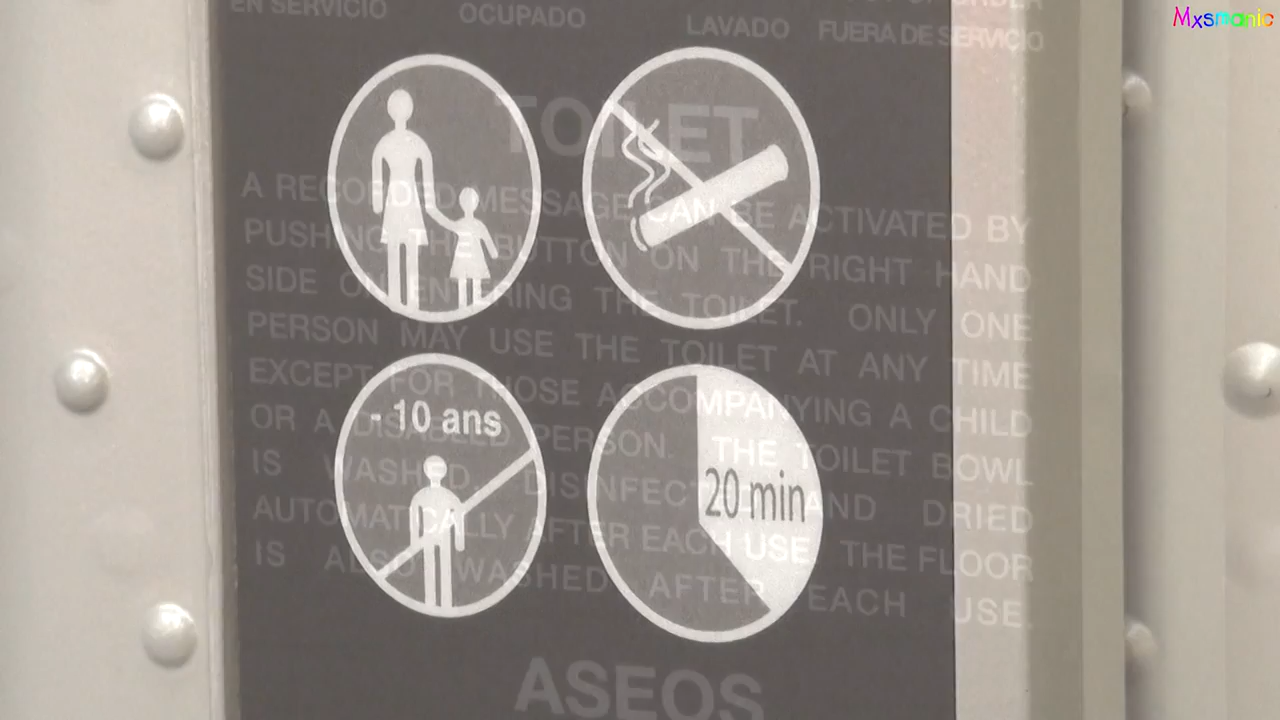 Mxsmanic
EN SERVICIO OCUPADO LAVADO FUERA DE SERVICIO
TOILET
A RECORDED MESSAGE CAN BE ACTIVATED BY
PUSHING THE BUTTON ON THE RIGHT HAND
SIDE ON ENTERING THE TOILET. ONLY ONE
PERSON MAY USE THE TOILET AT ANY TIME
EXCEPT FOR THOSE ACCOMPANYING A CHILD
OR A DISABLED PERSON. THE TOILET BOWL
IS WASHED, DISINFECTED AND DRIED
AUTOMATICALLY AFTER EACH USE. THE FLOOR
IS ALSO WASHED AFTER EACH USE.
- 10 ans
20 min
ASEOS